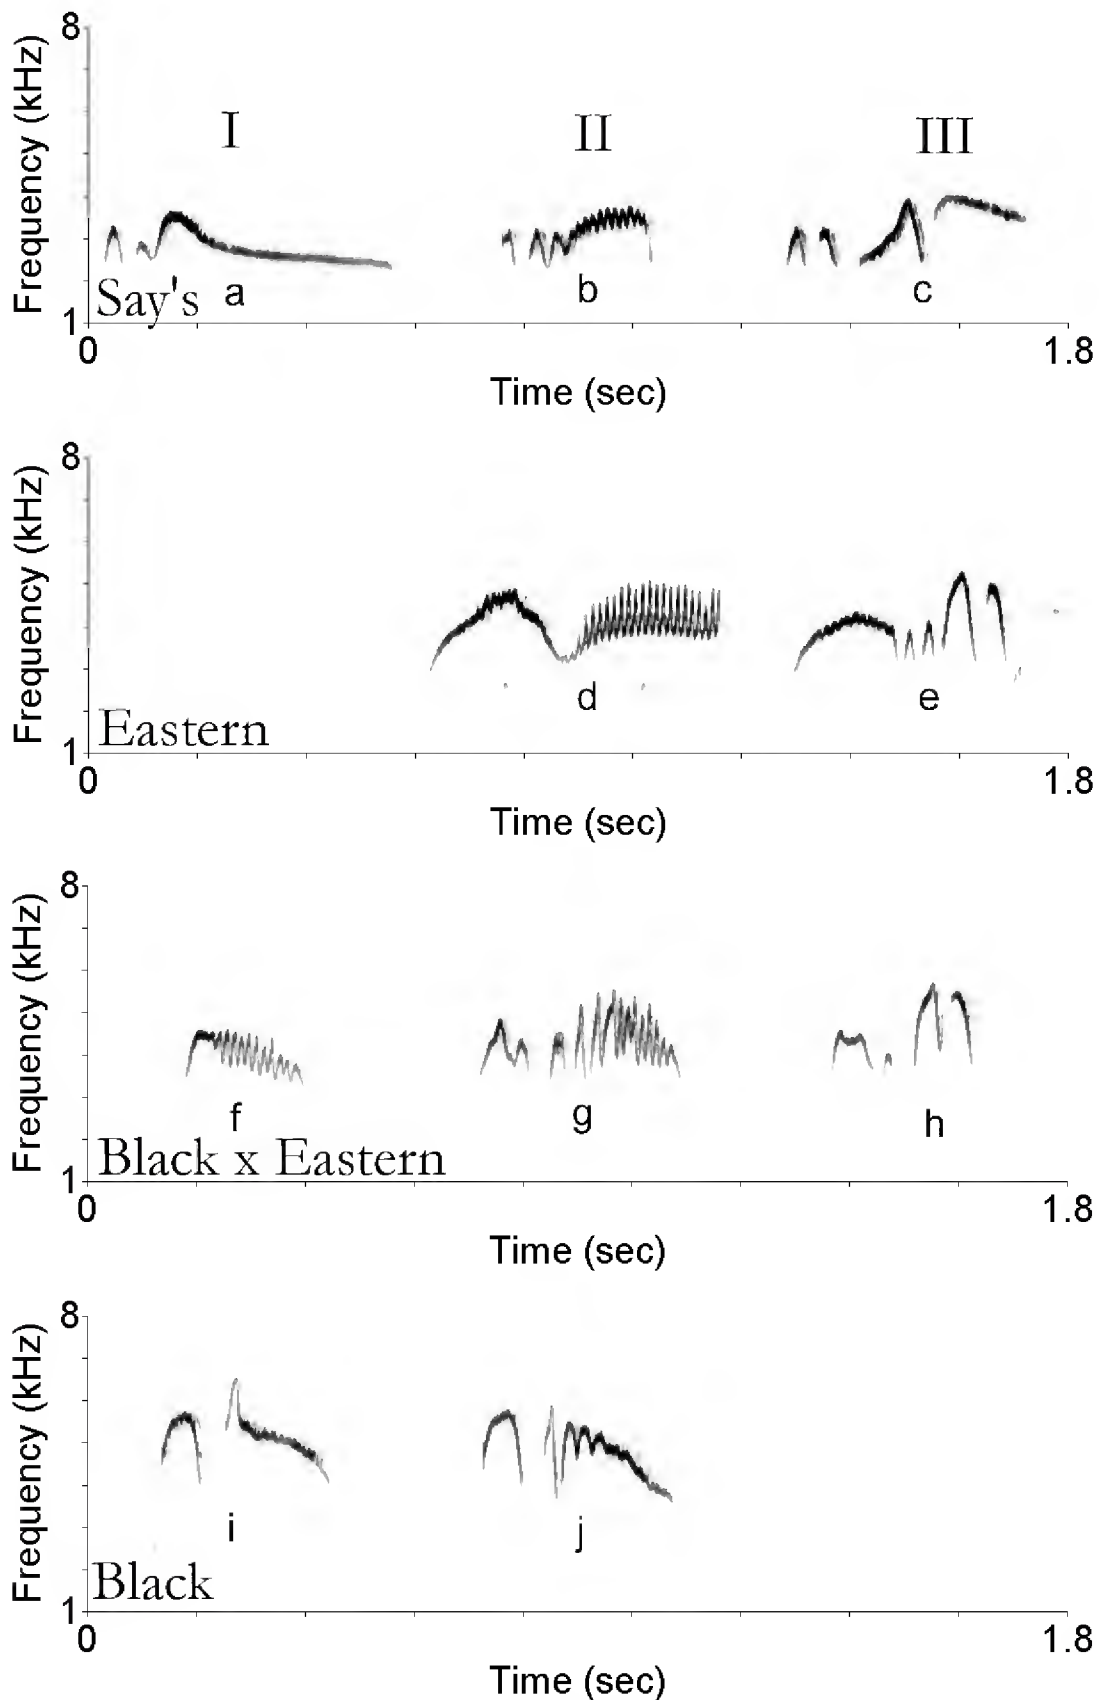 8
Frequency (kHz)
I II III
Say's a b c
1
0 1.8
Time (sec)
8
Frequency (kHz)
d e
Eastern
1
0 1.8
Time (sec)
8
Frequency (kHz)
f g h
Black x Eastern
1
0 1.8
Time (sec)
8
Frequency (kHz)
i j
Black
1
0 1.8
Time (sec)